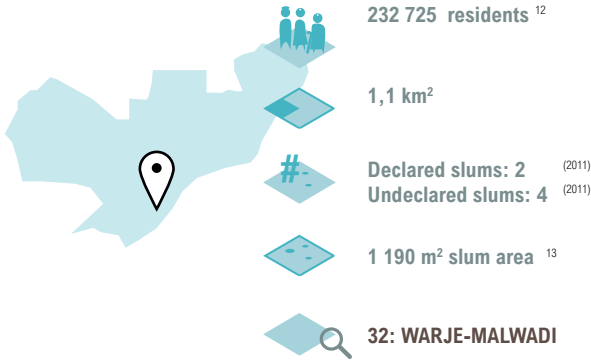 232 725 residents 12
1,1 km²
#
Declared slums: 2 (2011)
Undeclared slums: 4 (2011)
1 190 m² slum area 13
32: WARJE-MALWADI